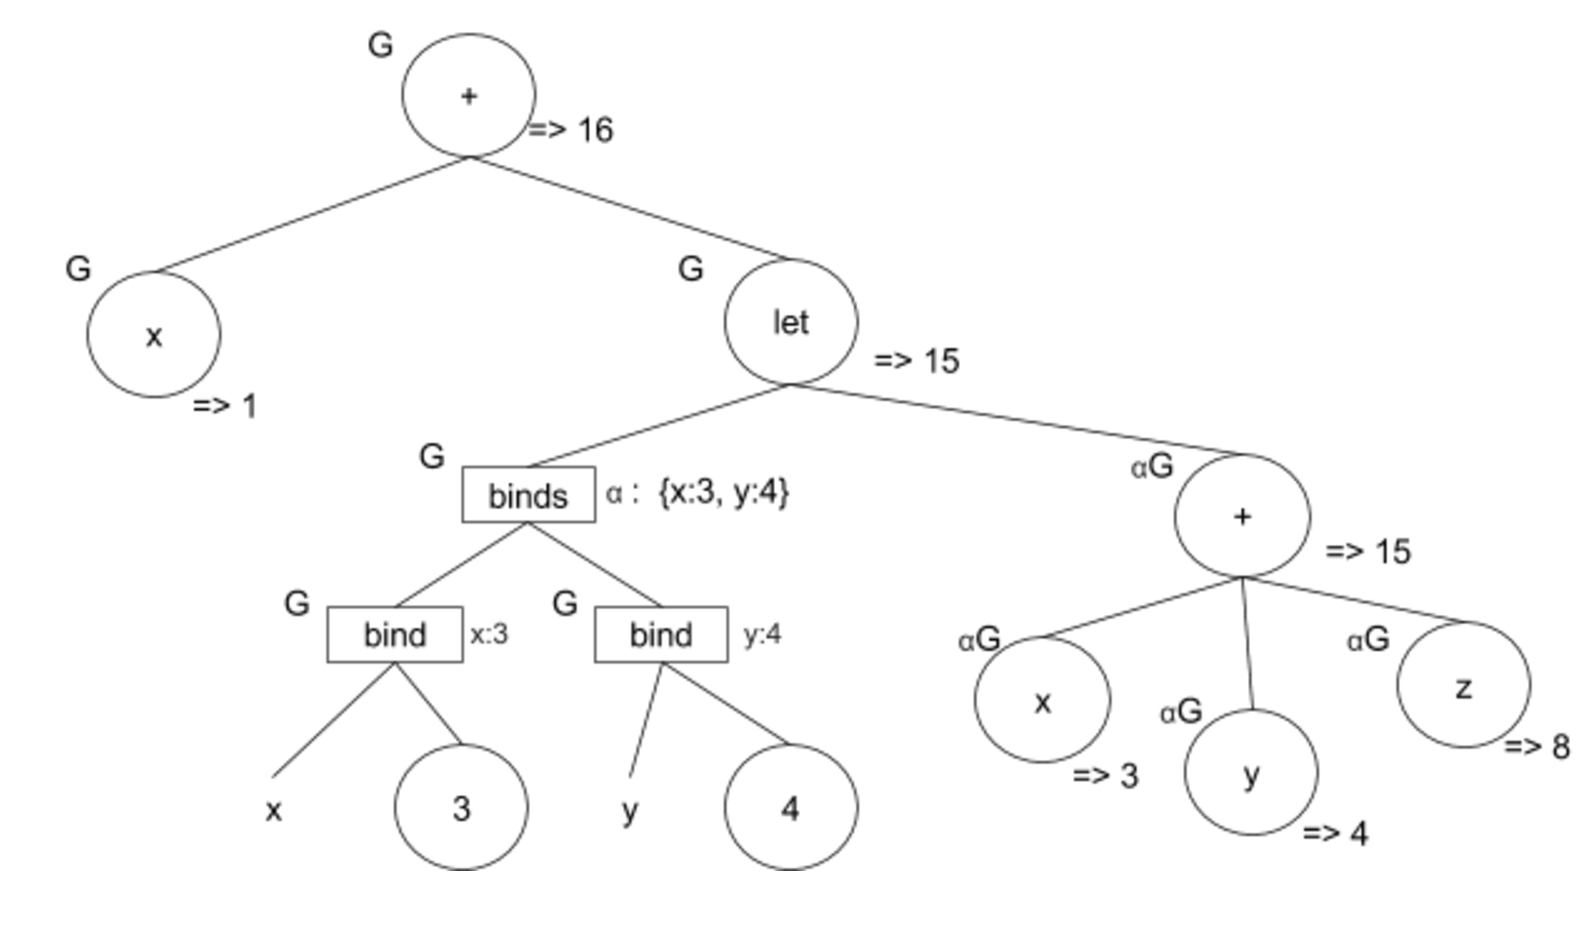 G
+
=> 16
G
x
=> 1
G
let
=> 15
G
binds
α : {x:3, y:4}
αG
+
=> 15
G
bind
x:3
G
bind
y:4
αG
x
=> 3
αG
y
=> 4
αG
z
=> 8
x
3
y
4